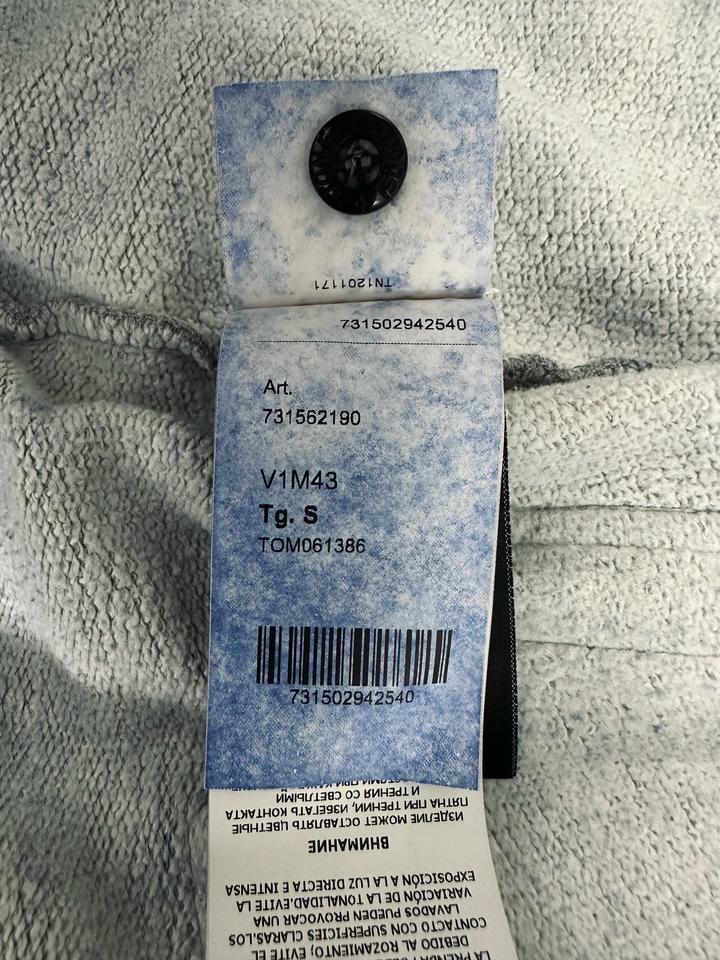 TN1201171
731502942540
Art.
731562190
V1M43
Tg. S
TOM061386
731502942540
ВНИМАНИЕ
ИЗДЕЛИЕ МОЖЕТ ОСТАВЛЯТЬ ЦВЕТНЫЕ
ПЯТНА ПРИ ТРЕНИИ, ИЗБЕГАТЬ КОНТАКТА
И ТРЕНИЯ СО СВЕТЛЫМИ
LA PRENDA
DEBIDO AL ROZAMIENTO; EVITE EL
CONTACTO CON SUPERFICIES CLARAS.LOS
LAVADOS PUEDEN PROVOCAR UNA
VARIACIÓN DE LA TONALIDAD.EVITE LA
EXPOSICIÓN A LA LUZ DIRECTA E INTENSA